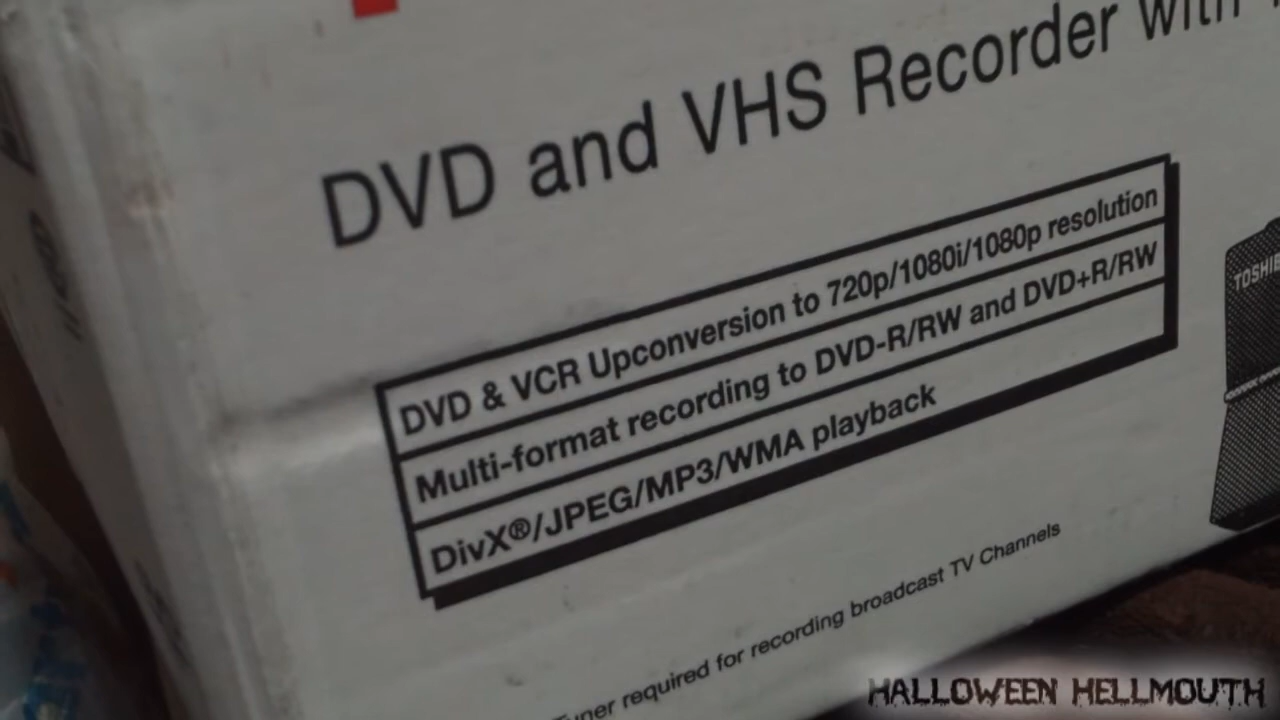 DVD and VHS Recorder with
DVD & VCR Upconversion to 720p/1080i/1080p resolution
Multi-format recording to DVD-R/RW and DVD+R/RW
DivX®/JPEG/MP3/WMA playback
required for recording broadcast TV Channels
HALLOWEEN HELLMOUTH